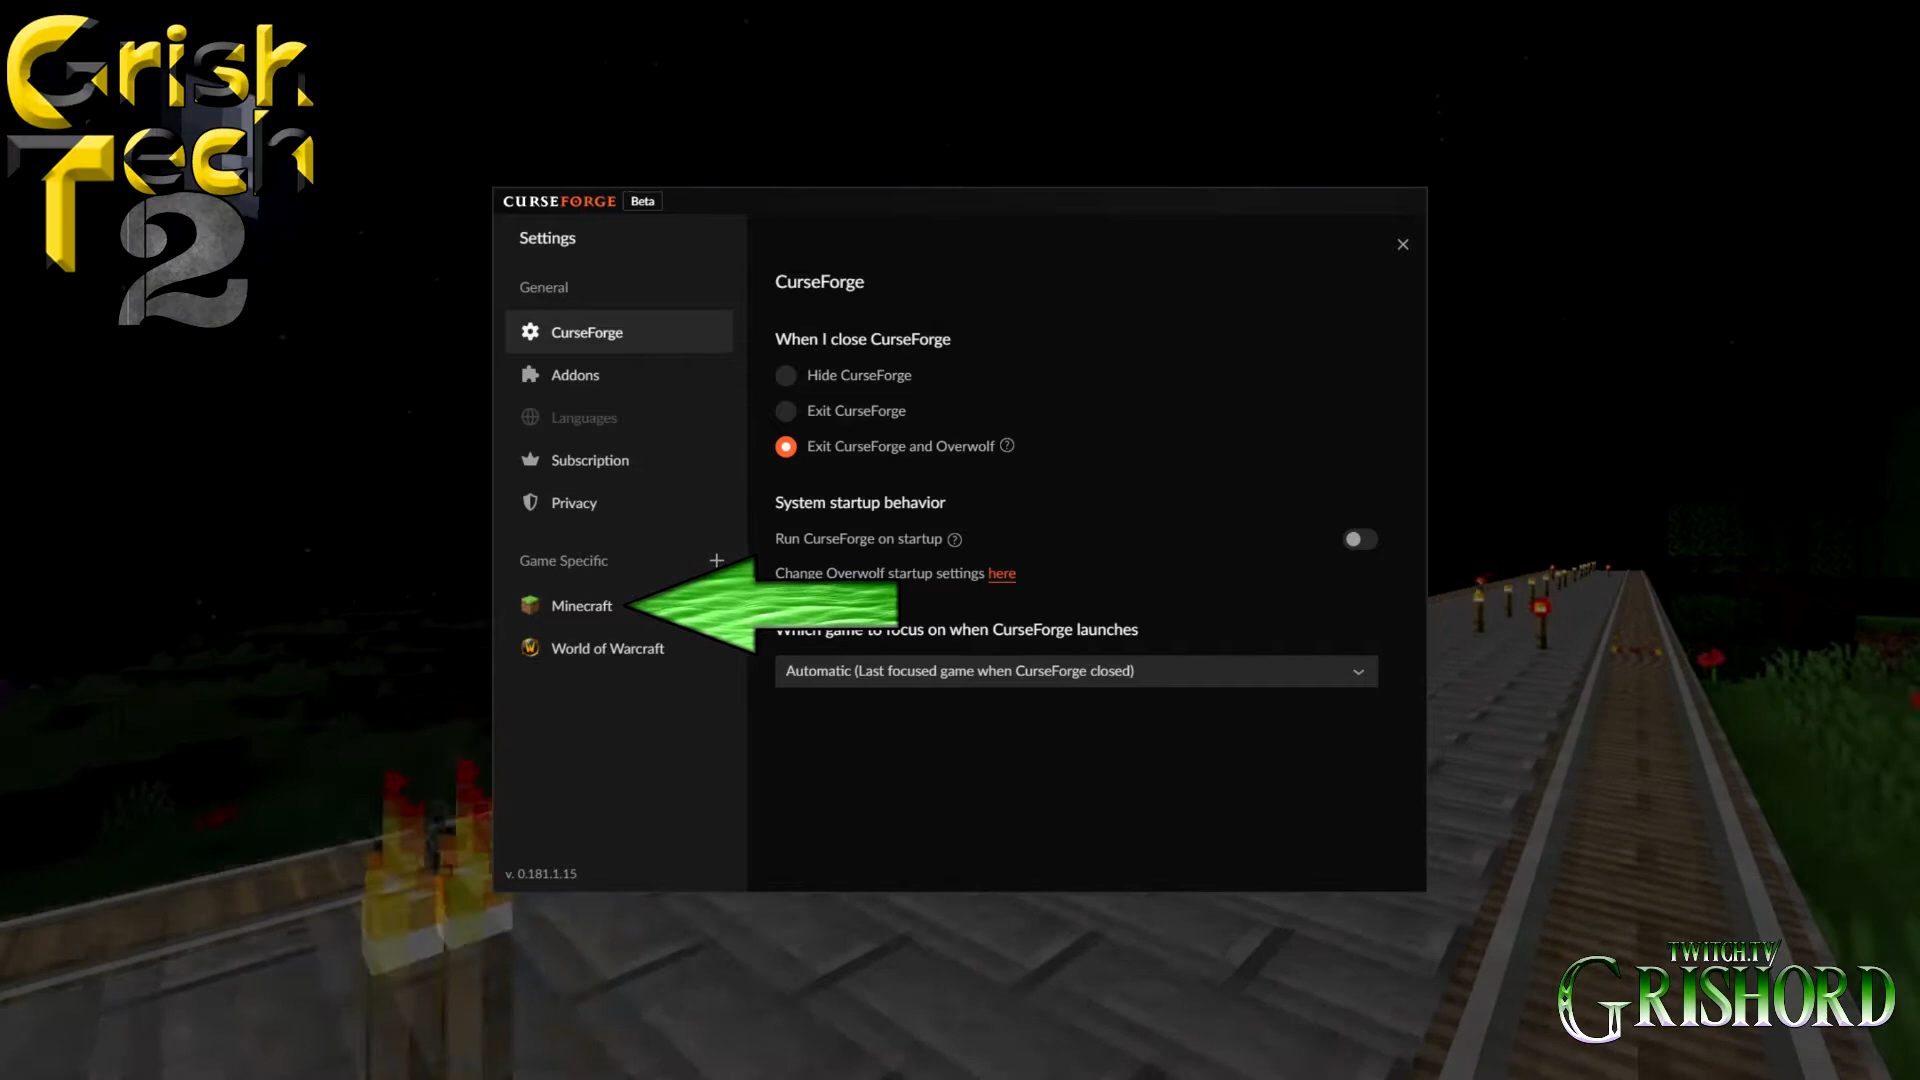 Grish
Tech
2
CURSEFORGE Beta
Settings
General
CurseForge
Addons
Languages
Subscription
Privacy
Game Specific
Minecraft
World of Warcraft
v. 0.181.1.15
CurseForge
When I close CurseForge
Hide CurseForge
Exit CurseForge
Exit CurseForge and Overwolf ?
System startup behavior
Run CurseForge on startup ?
Change Overwolf startup settings here
Which game to focus on when CurseForge launches
Automatic (Last focused game when CurseForge closed)
TWITCH.TV/
GRISHORD